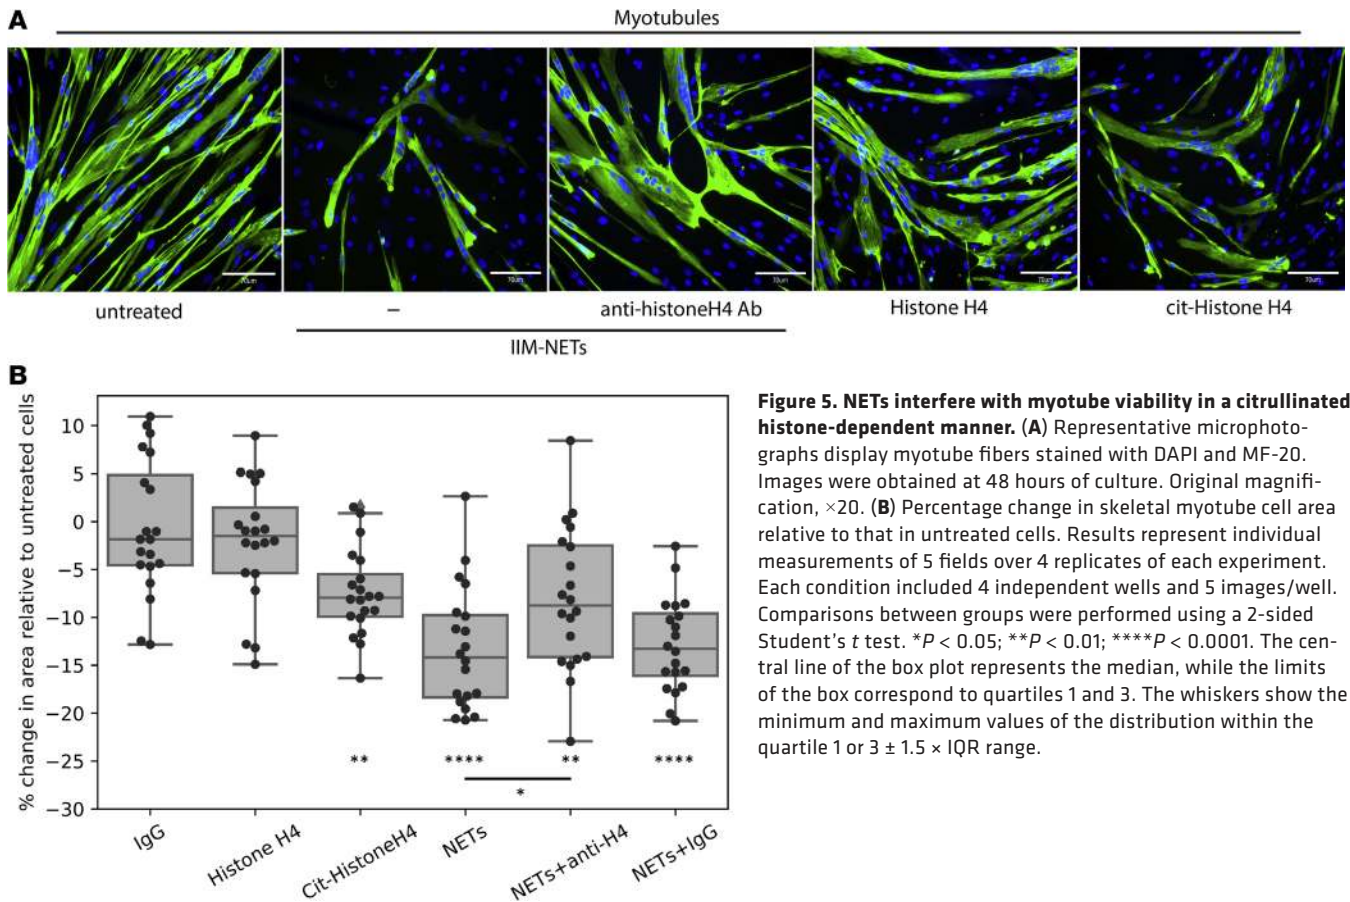 A
Myotubules
70um
70um
70um
70um
70um
untreated
–
anti-histoneH4 Ab
Histone H4
cit-Histone H4
IIM-NETs
B
% change in area relative to untreated cells
10
5
0
−5
−10
−15
−20
−25
−30
**
****
**
****
*
IgG
Histone H4
Cit-HistoneH4
NETs
NETs+anti-H4
NETs+IgG
Figure 5. NETs interfere with myotube viability in a citrullinated
histone-dependent manner. (A) Representative microphoto-
graphs display myotube fibers stained with DAPI and MF-20.
Images were obtained at 48 hours of culture. Original magnifi-
cation, ×20. (B) Percentage change in skeletal myotube cell area
relative to that in untreated cells. Results represent individual
measurements of 5 fields over 4 replicates of each experiment.
Each condition included 4 independent wells and 5 images/well.
Comparisons between groups were performed using a 2-sided
Student's t test. *P < 0.05; **P < 0.01; ****P < 0.0001. The cen-
tral line of the box plot represents the median, while the limits
of the box correspond to quartiles 1 and 3. The whiskers show the
minimum and maximum values of the distribution within the
quartile 1 or 3 ± 1.5 × IQR range.